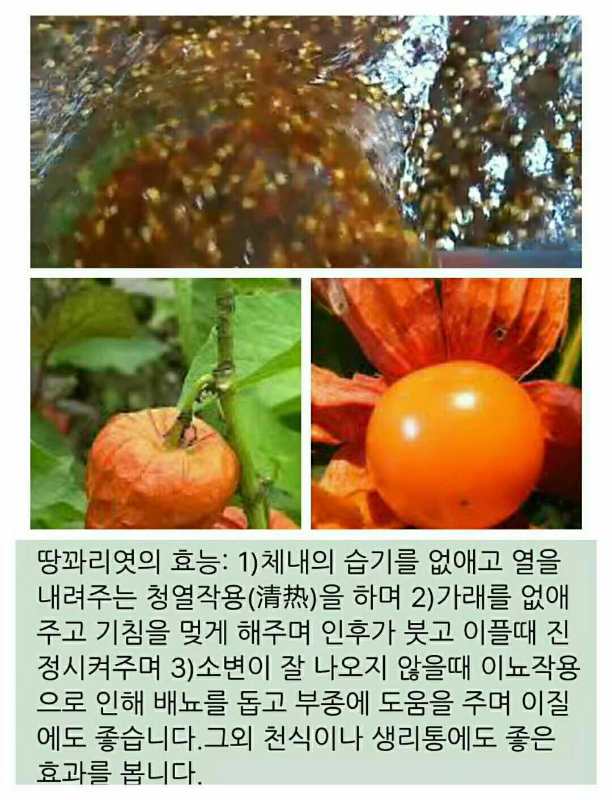 땅꽈리엿의 효능: 1)체내의 습기를 없애고 열을
내려주는 청열작용(清热)을 하며 2)가래를 없애
주고 기침을 멎게 해주며 인후가 붓고 이플때 진
정시켜주며 3)소변이 잘 나오지 않을때 이뇨작용
으로 인해 배뇨를 돕고 부종에 도움을 주며 이질
에도 좋습니다.그외 천식이나 생리통에도 좋은
효과를 봅니다.